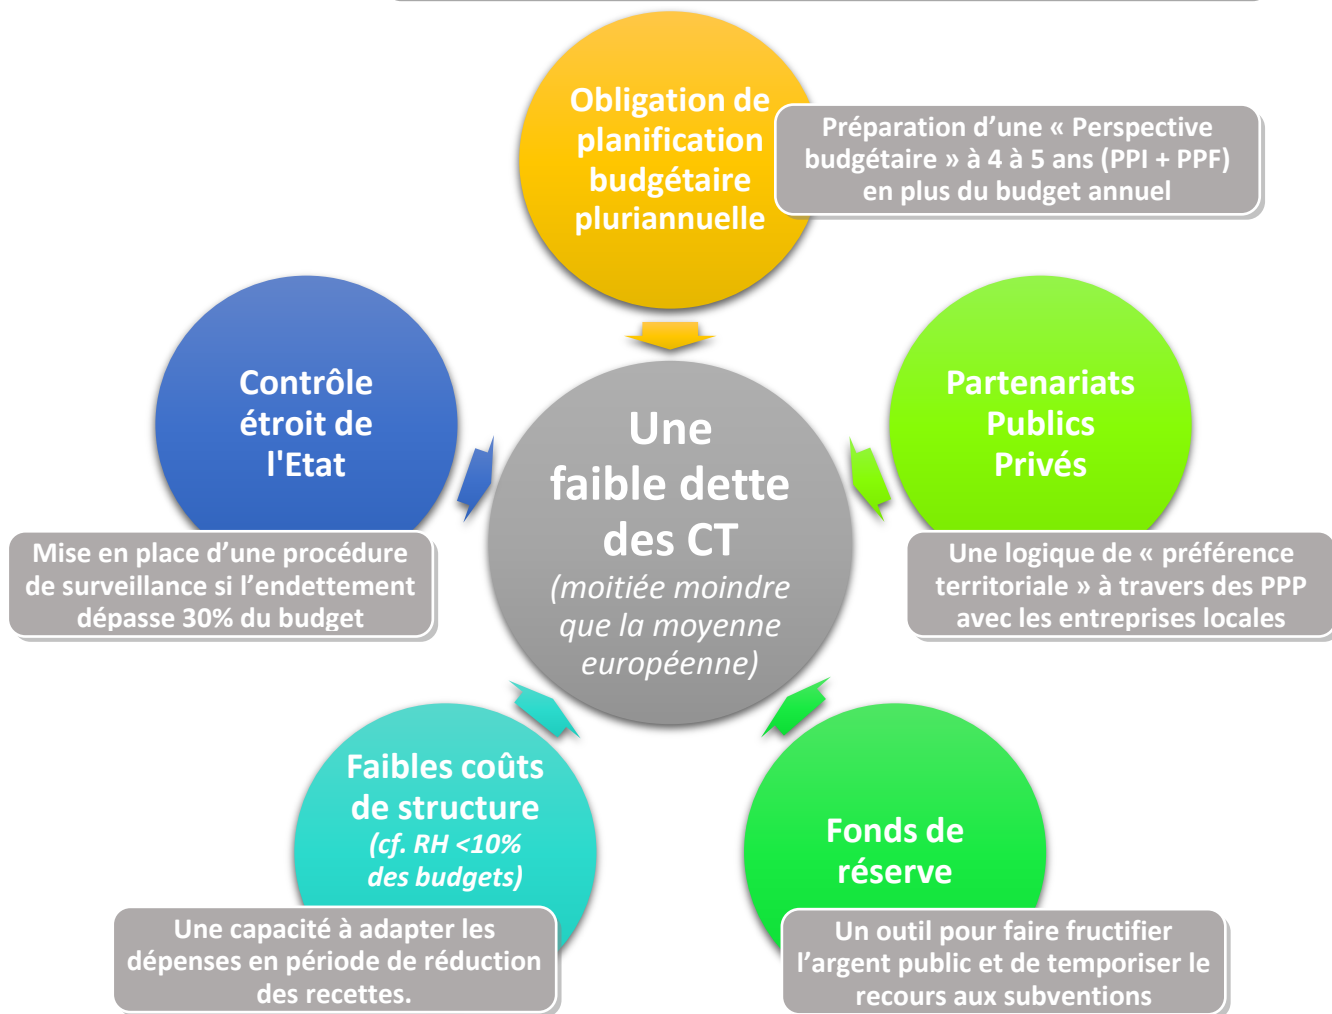 Obligation de
planification
budgétaire
pluriannuelle
Préparation d’une « Perspective
budgétaire » à 4 à 5 ans (PPI + PPF)
en plus du budget annuel
Contrôle
étroit de
l'Etat
Mise en place d’une procédure
de surveillance si l’endettement
dépasse 30% du budget
Une
faible dette
des CT
(moitiée moindre
que la moyenne
européenne)
Partenariats
Publics
Privés
Une logique de « préférence
territoriale » à travers des PPP
avec les entreprises locales
Faibles coûts
de structure
(cf. RH <10%
des budgets)
Une capacité à adapter les
dépenses en période de réduction
des recettes.
Fonds de
réserve
Un outil pour faire fructifier
l’argent public et de temporiser le
recours aux subventions